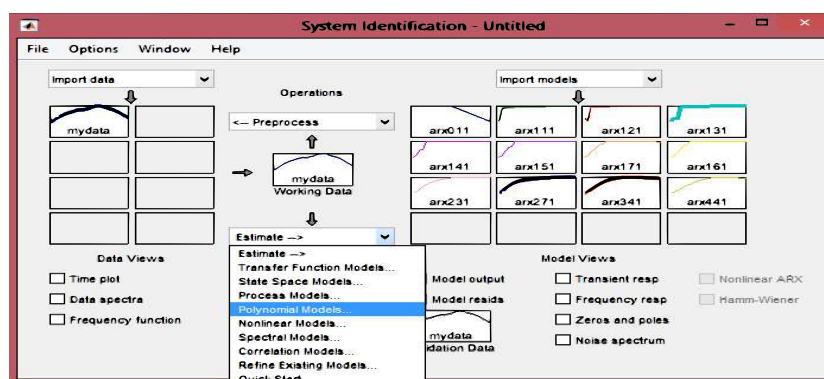 System Identification - Untitled
File Options Window Help
Import data
Operations
Import models
mydata
<-- Preprocess
arx011 arx111 arx121 arx131
mydata
Working Data
arx141 arx151 arx171 arx161
arx231 arx271 arx341 arx441
Estimate -->
Data Views
Time plot
Data spectra
Frequency function
Estimate -->
Transfer Function Models...
State Space Models...
Process Models...
Polynomial Models...
Nonlinear Models...
Spectral Models...
Correlation Models...
Refine Existing Models...
Quick Start
Model Views
Model output Transient resp Nonlinear ARX
Model resids Frequency resp Hamm-Wiener
Zeros and poles
Noise spectrum
mydata
idation Data